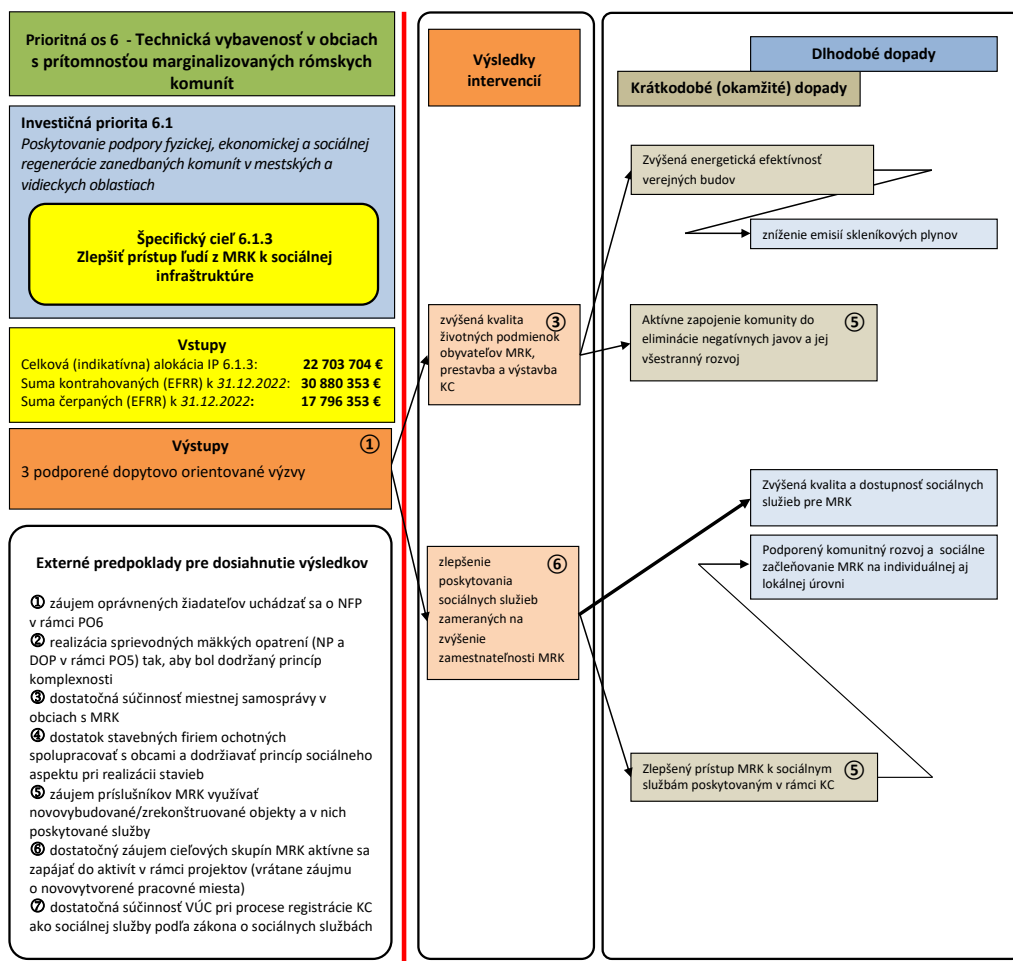 Prioritná os 6 - Technická vybavenosť v obciach
s prítomnosťou marginalizovaných rómskych
komunít
Investičná priorita 6.1
Poskytovanie podpory fyzickej, ekonomickej a sociálnej
regenerácie zanedbaných komunít v mestských a
vidieckych oblastiach
Špecifický cieľ 6.1.3
Zlepšiť prístup ľudí z MRK k sociálnej
infraštruktúre
Vstupy
Celková (indikatívna) alokácia IP 6.1.3: 22 703 704 €
Suma kontrahovaných (EFRR) k 31.12.2022: 30 880 353 €
Suma čerpaných (EFRR) k 31.12.2022: 17 796 353 €
Výstupy ①
3 podporené dopytovo orientované výzvy
Externé predpoklady pre dosiahnutie výsledkov
① záujem oprávnených žiadateľov uchádzať sa o NFP
v rámci PO6
② realizácia sprievodných mäkkých opatrení (NP a
DOP v rámci PO5) tak, aby bol dodržaný princíp
komplexnosti
③ dostatočná súčinnosť miestnej samosprávy v
obciach s MRK
④ dostatok stavebných firiem ochotných
spolupracovať s obcami a dodržiavať princíp sociálneho
aspektu pri realizácii stavieb
⑤ záujem príslušníkov MRK využívať
novovybudované/zrekonštruované objekty a v nich
poskytované služby
⑥ dostatočný záujem cieľových skupín MRK aktívne sa
zapájať do aktivít v rámci projektov (vrátane záujmu
o novovytvorené pracovné miesta)
⑦ dostatočná súčinnosť VÚC pri procese registrácie KC
ako sociálnej služby podľa zákona o sociálnych službách
Výsledky
intervencií
zvýšená kvalita ③
životných podmienok
obyvateľov MRK,
prestavba a výstavba
KC
zlepšenie ⑥
poskytovania
sociálnych služieb
zameraných na
zvýšenie
zamestnateľnosti MRK
Dlhodobé dopady
Krátkodobé (okamžité) dopady
Zvýšená energetická efektívnosť
verejných budov
zníženie emisií skleníkových plynov
Aktívne zapojenie komunity do ⑤
eliminácie negatívnych javov a jej
všestranný rozvoj
Zvýšená kvalita a dostupnosť sociálnych
služieb pre MRK
Podporený komunitný rozvoj a sociálne
začleňovanie MRK na individuálnej aj
lokálnej úrovni
Zlepšený prístup MRK k sociálnym ⑤
službám poskytovaným v rámci KC